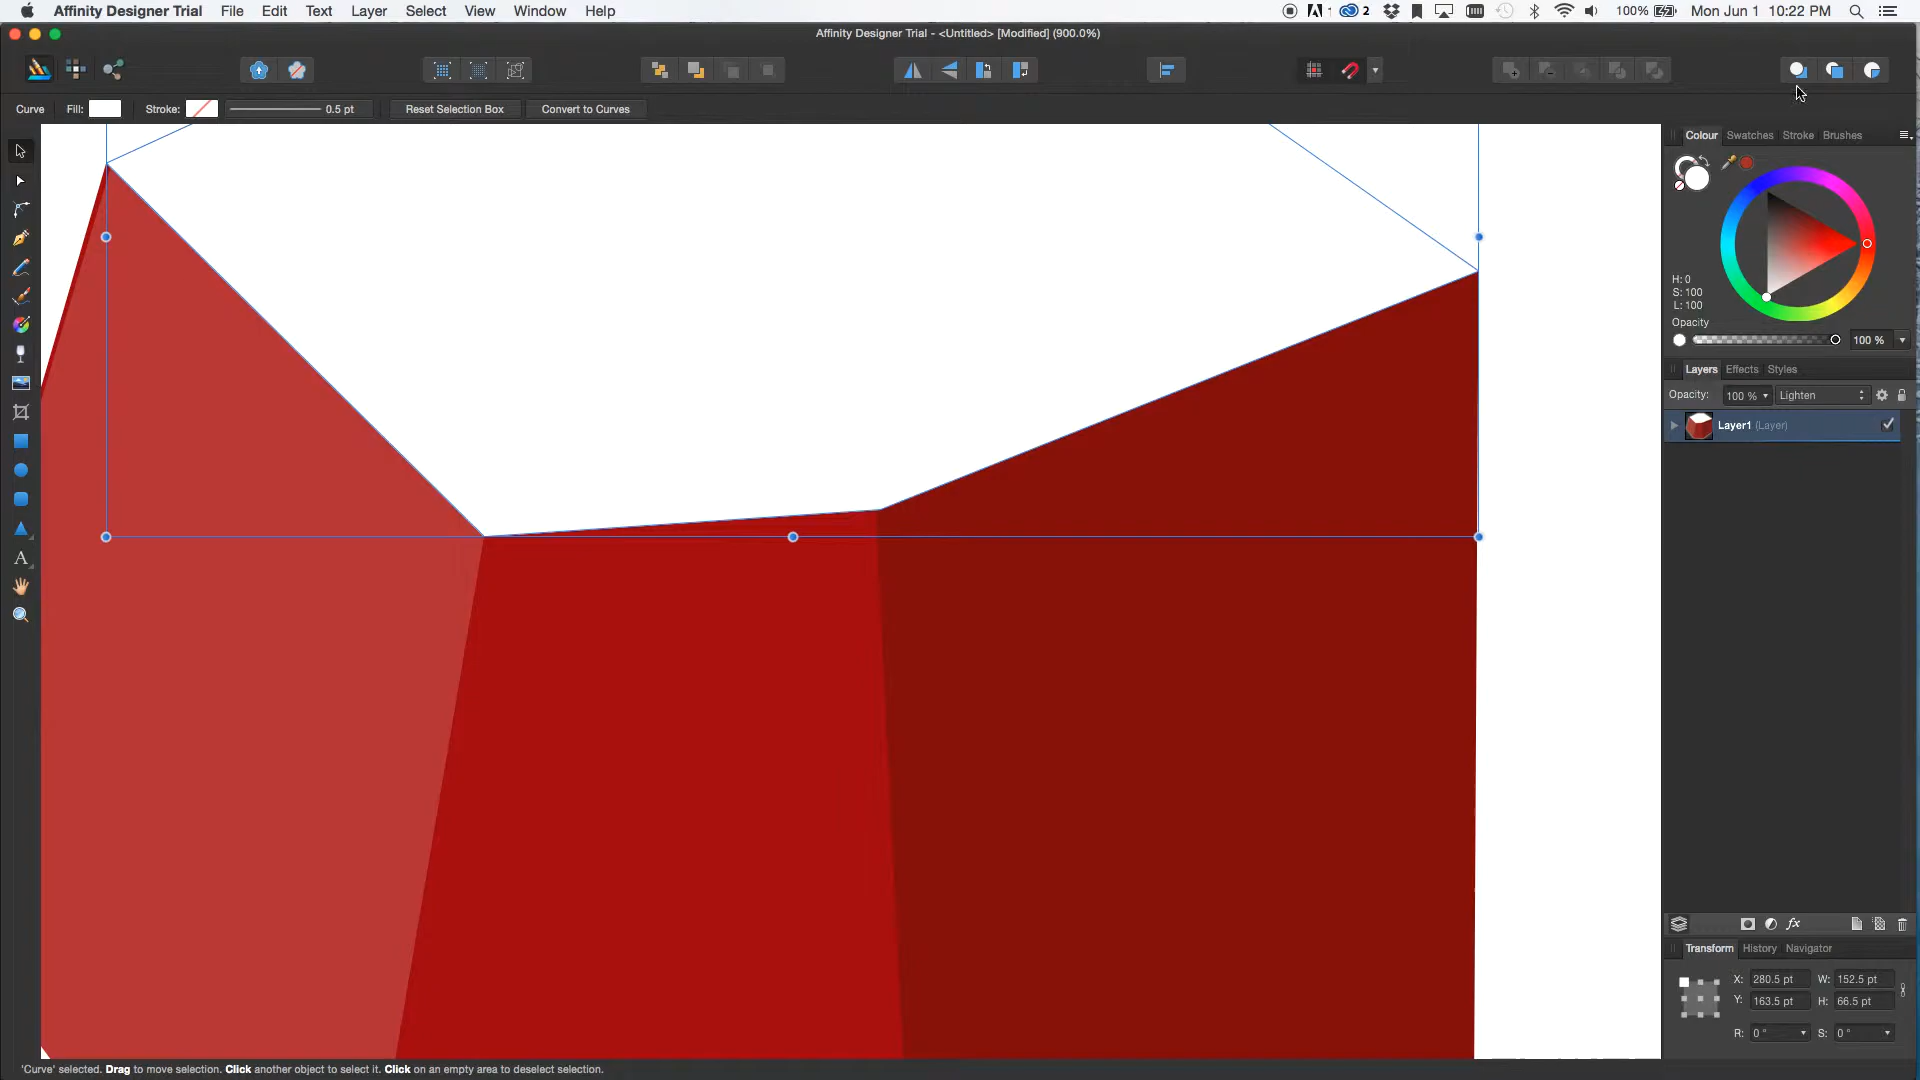 Affinity Designer Trial File Edit Text Layer Select View Window Help 1 2 100% Mon Jun 1 10:22 PM
Affinity Designer Trial - <Untitled> [Modified] (900.0%)
Curve Fill: Stroke: 0.5 pt Reset Selection Box Convert to Curves
Colour Swatches Stroke Brushes
H: 0
S: 100
L: 100
Opacity
100 %
Layers Effects Styles
Opacity: 100 % Lighten
Layer1 (Layer)
A
fx
Transform History Navigator
X: 280.5 pt W: 152.5 pt
Y: 163.5 pt H: 66.5 pt
R: 0 ° S: 0 °
'Curve' selected. Drag to move selection. Click another object to select it. Click on an empty area to deselect selection.